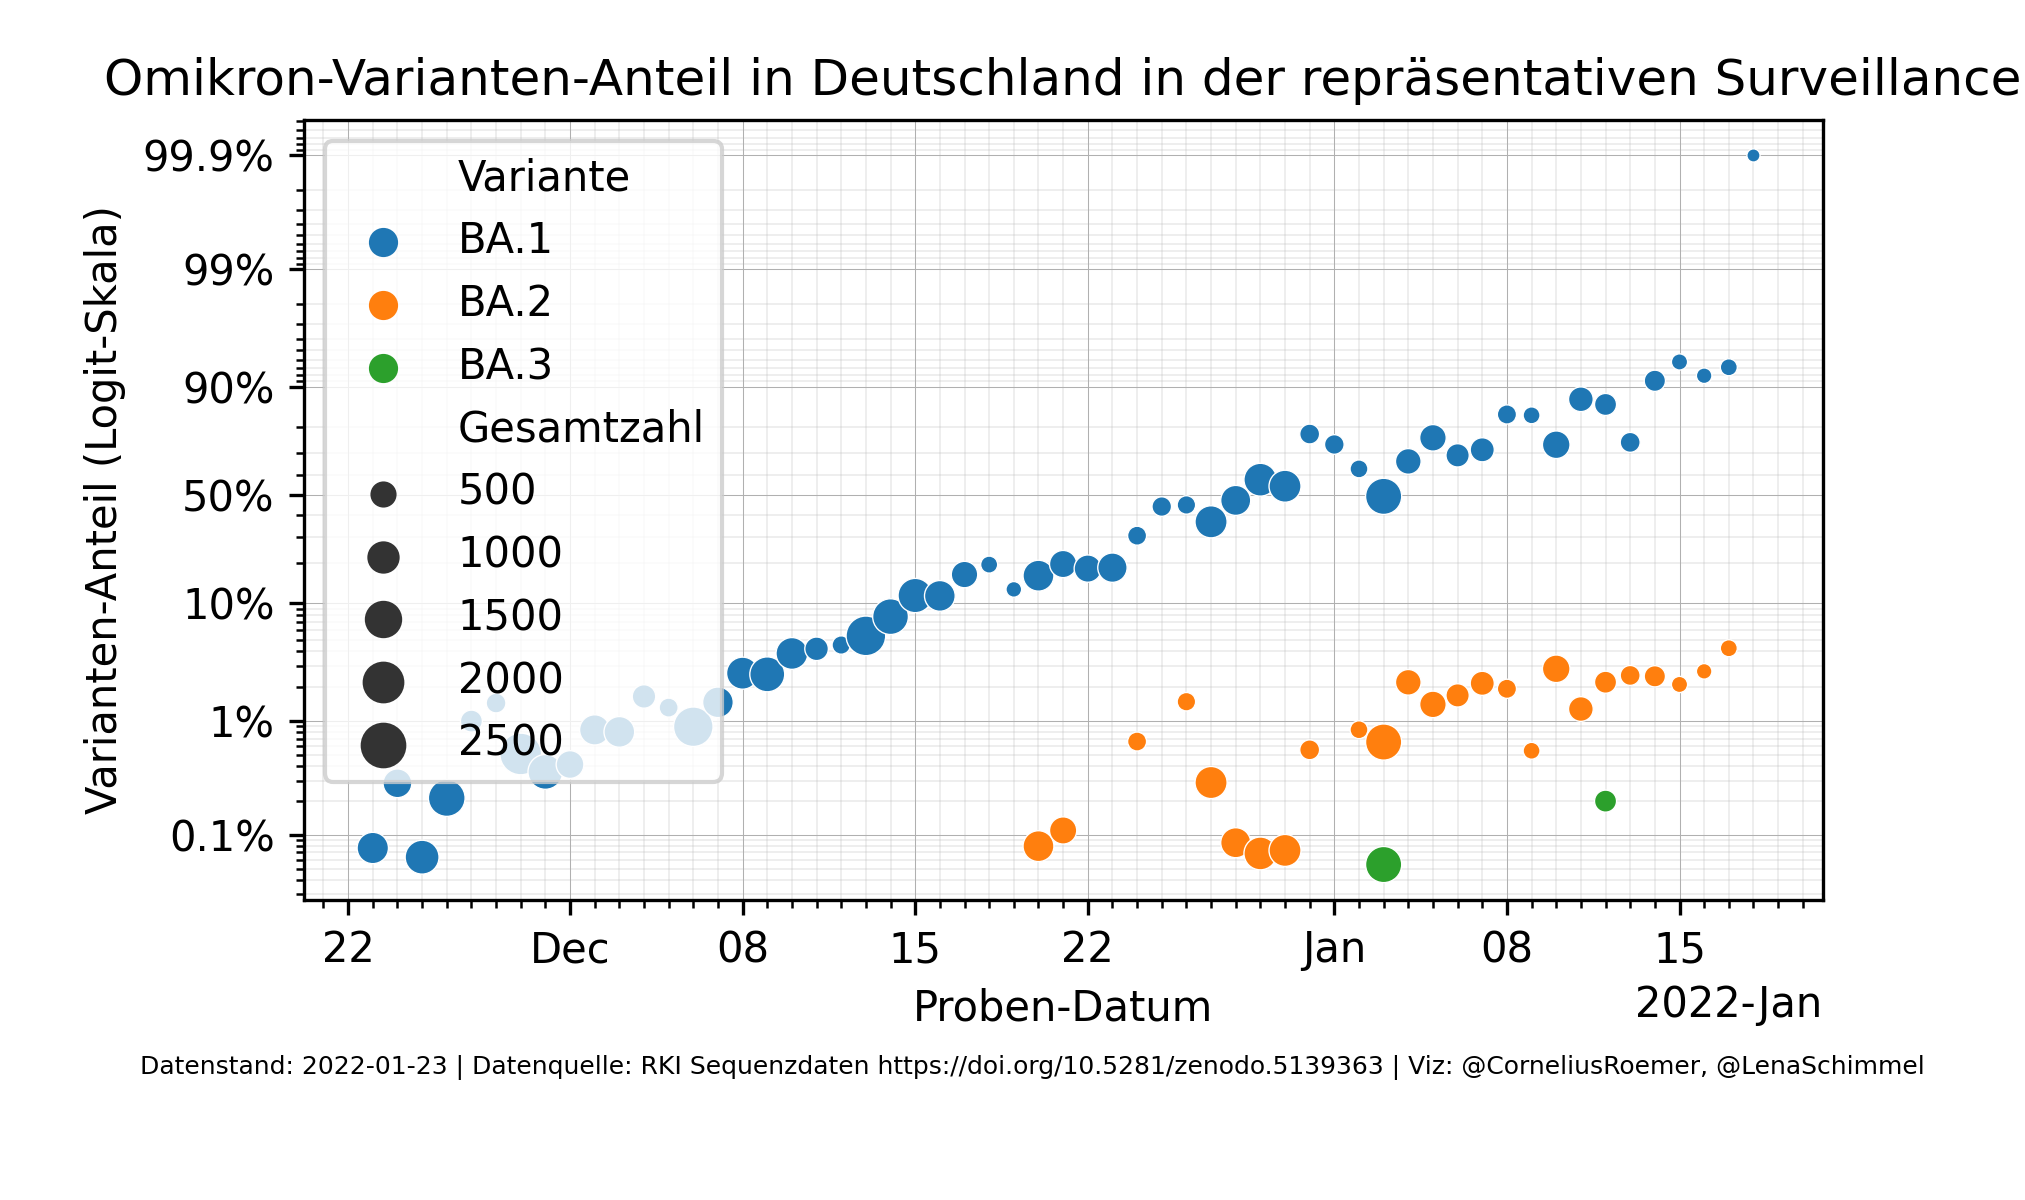 Omikron-Varianten-Anteil in Deutschland in der repräsentativen Surveillance
Varianten-Anteil (Logit-Skala)
99.9%
99%
90%
50%
10%
1%
0.1%
Variante
BA.1
BA.2
BA.3
Gesamtzahl
500
1000
1500
2000
2500
22 Dec 08 15 22 Jan 08 15
Proben-Datum
2022-Jan
Datenstand: 2022-01-23 | Datenquelle: RKI Sequenzdaten https://doi.org/10.5281/zenodo.5139363 | Viz: @CorneliusRoemer, @LenaSchimmel